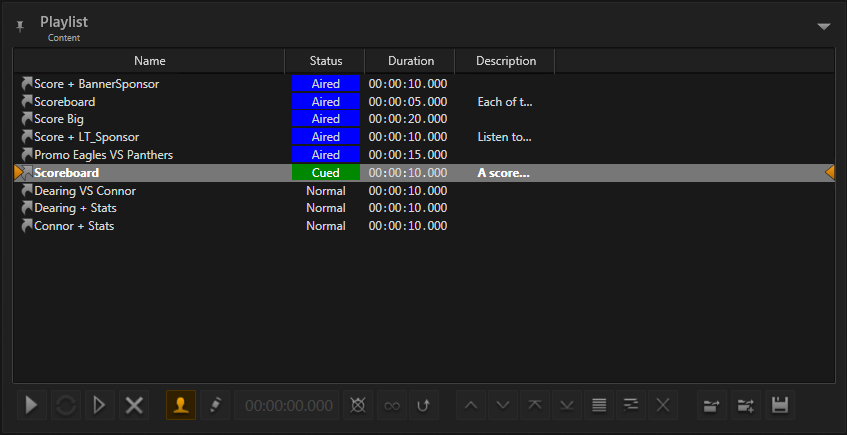 Playlist
Content
Name Status Duration Description
Score + BannerSponsor Aired 00:00:10.000
Scoreboard Aired 00:00:05.000 Each of t...
Score Big Aired 00:00:20.000
Score + LT_Sponsor Aired 00:00:10.000 Listen to...
Promo Eagles VS Panthers Aired 00:00:15.000
Scoreboard Cued 00:00:10.000 A score...
Dearing VS Connor Normal 00:00:10.000
Dearing + Stats Normal 00:00:10.000
Connor + Stats Normal 00:00:10.000
00:00:00.000